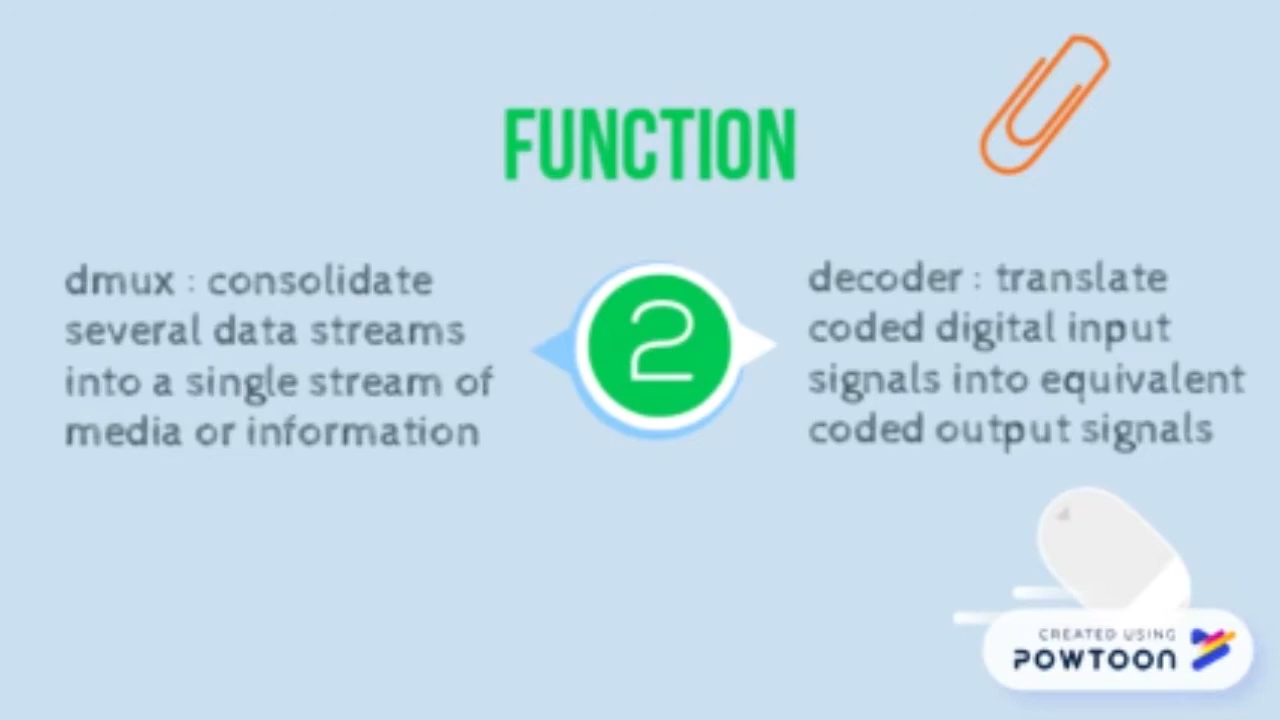 FUNCTION
dmux : consolidate
several data streams
into a single stream of
media or information
2
decoder : translate
coded digital input
signals into equivalent
coded output signals
CREATED USING
POWTOON